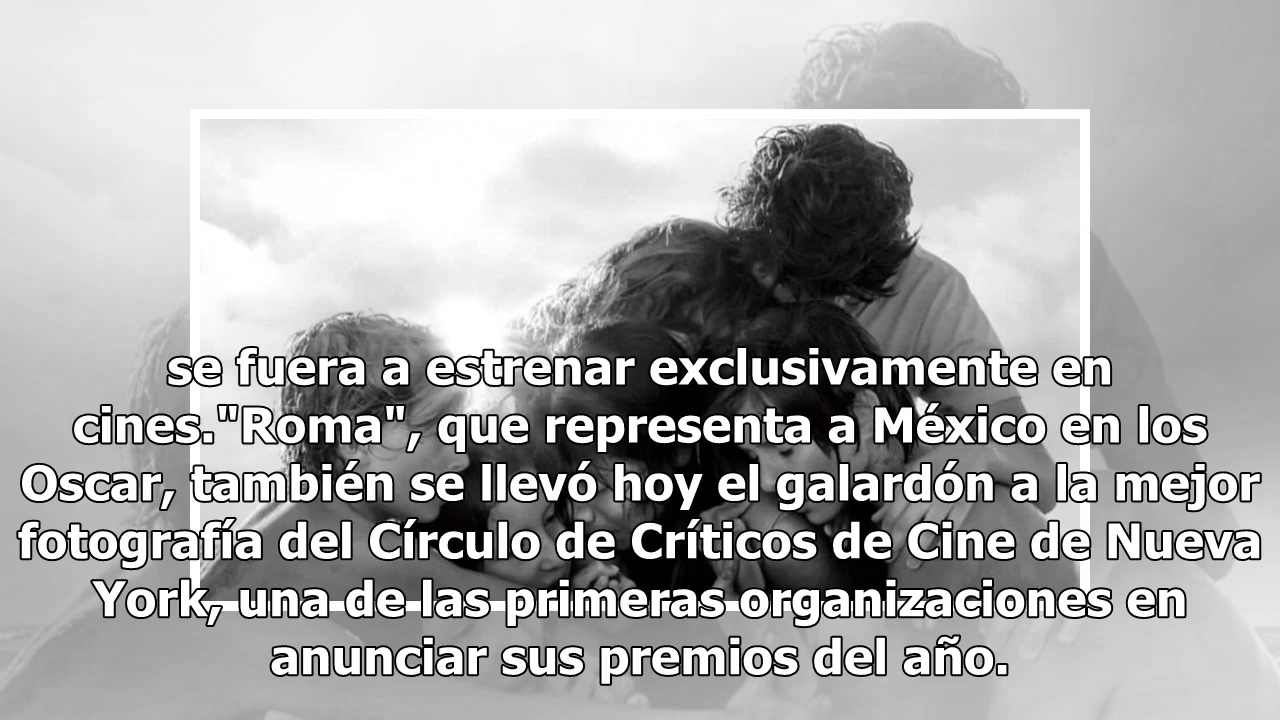 se fuera a estrenar exclusivamente en
cines."Roma", que representa a México en los
Oscar, también se llevó hoy el galardón a la mejor
fotografía del Círculo de Críticos de Cine de Nueva
York, una de las primeras organizaciones en
anunciar sus premios del año.